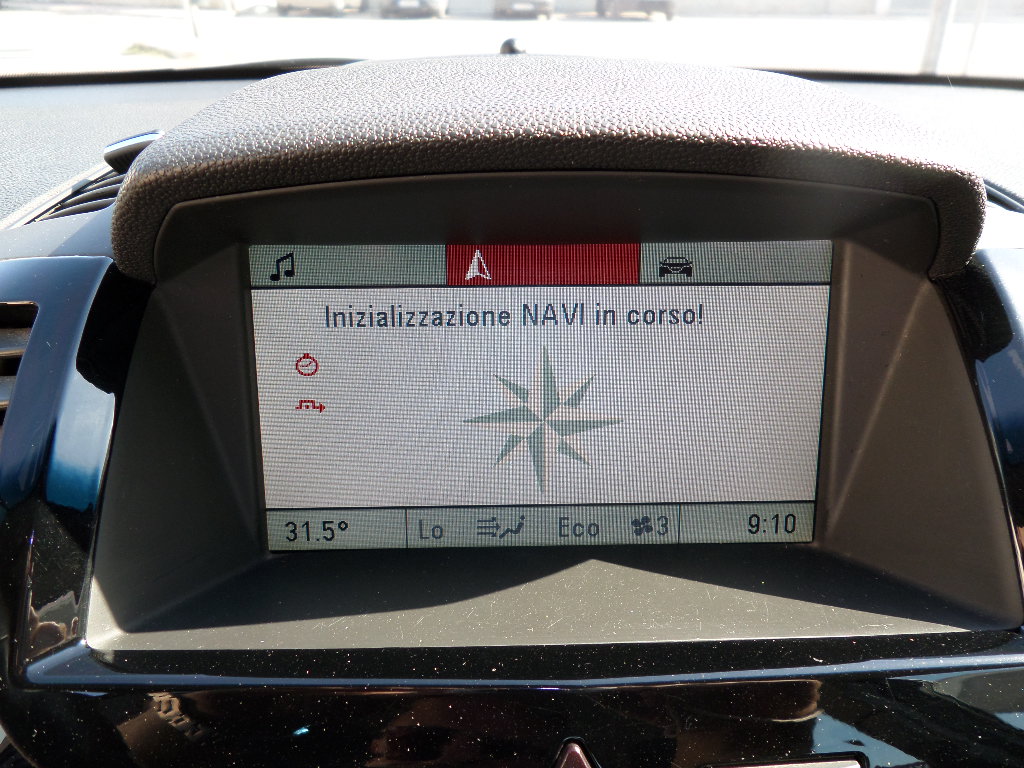 Inizializzazione NAVI in corso!
31.5° Lo Eco 3 9:10